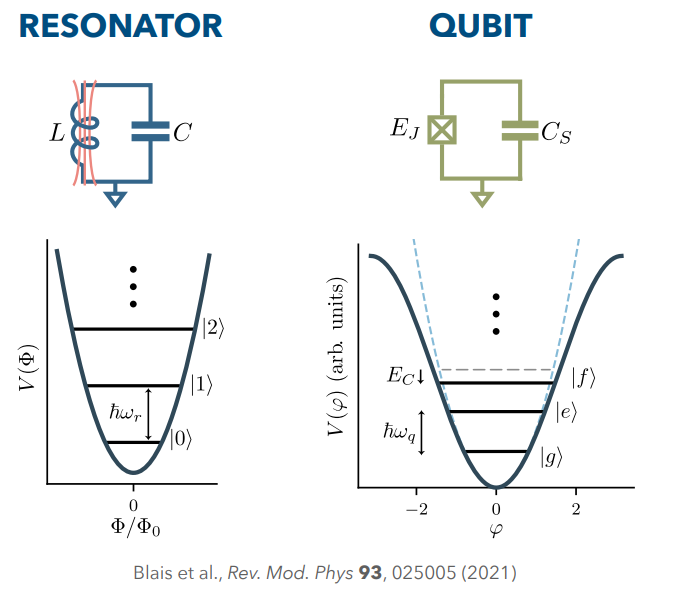 RESONATOR
QUBIT
L
C
E_J
C_S
V(Φ)
|2⟩
|1⟩
ħω_r
|0⟩
0
Φ/Φ_0
V(φ) (arb. units)
E_C
|f⟩
|e⟩
ħω_q
|g⟩
−2
0
2
φ
Blais et al., Rev. Mod. Phys 93, 025005 (2021)